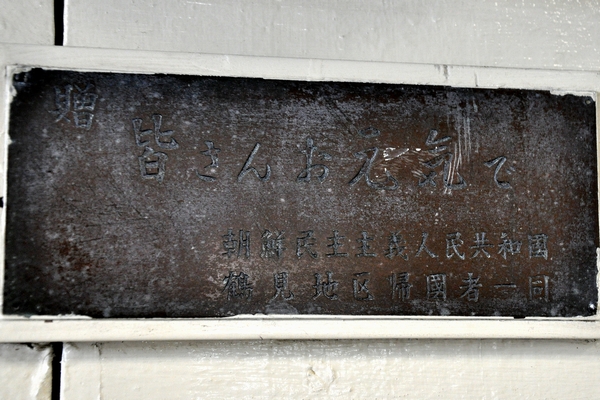 贈
皆さんお元気で
朝鮮民主主義人民共和国
鶴見地区帰國者一同